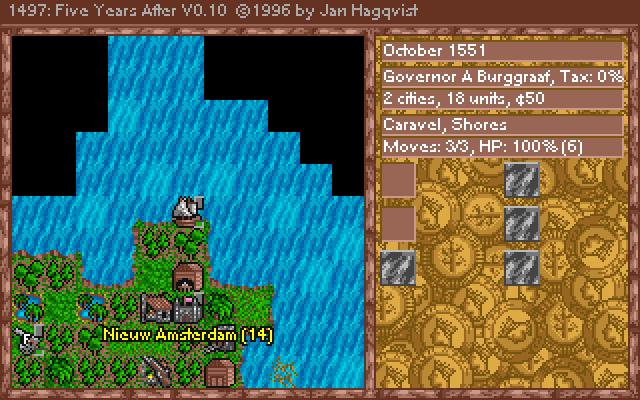 1497: Five Years After V0.10 ©1996 by Jan Hagqvist
October 1551
Governor A Burggraaf, Tax: 0%
2 cities, 18 units, ¢50
Caravel, Shores
Moves: 3/3, HP: 100% (6)
Nieuw Amsterdam (14)